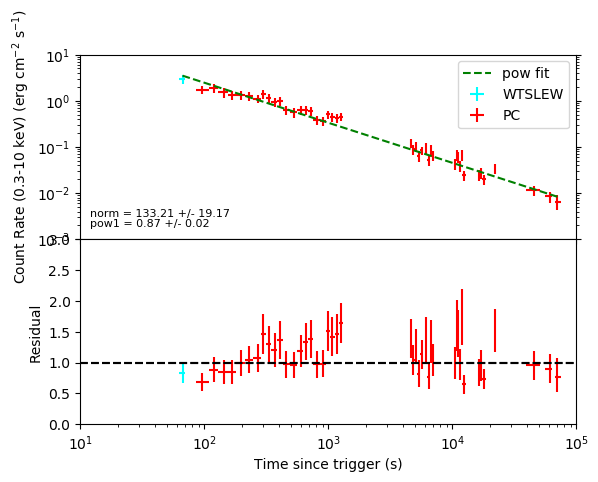 Count Rate (0.3-10 keV) (erg cm⁻² s⁻¹)
10¹
10⁰
10⁻¹
10⁻²
10⁻³
pow fit
WTSLEW
PC
norm = 133.21 +/- 19.17
pow1 = 0.87 +/- 0.02
Residual
3.0
2.5
2.0
1.5
1.0
0.5
0.0
10¹ 10² 10³ 10⁴ 10⁵
Time since trigger (s)